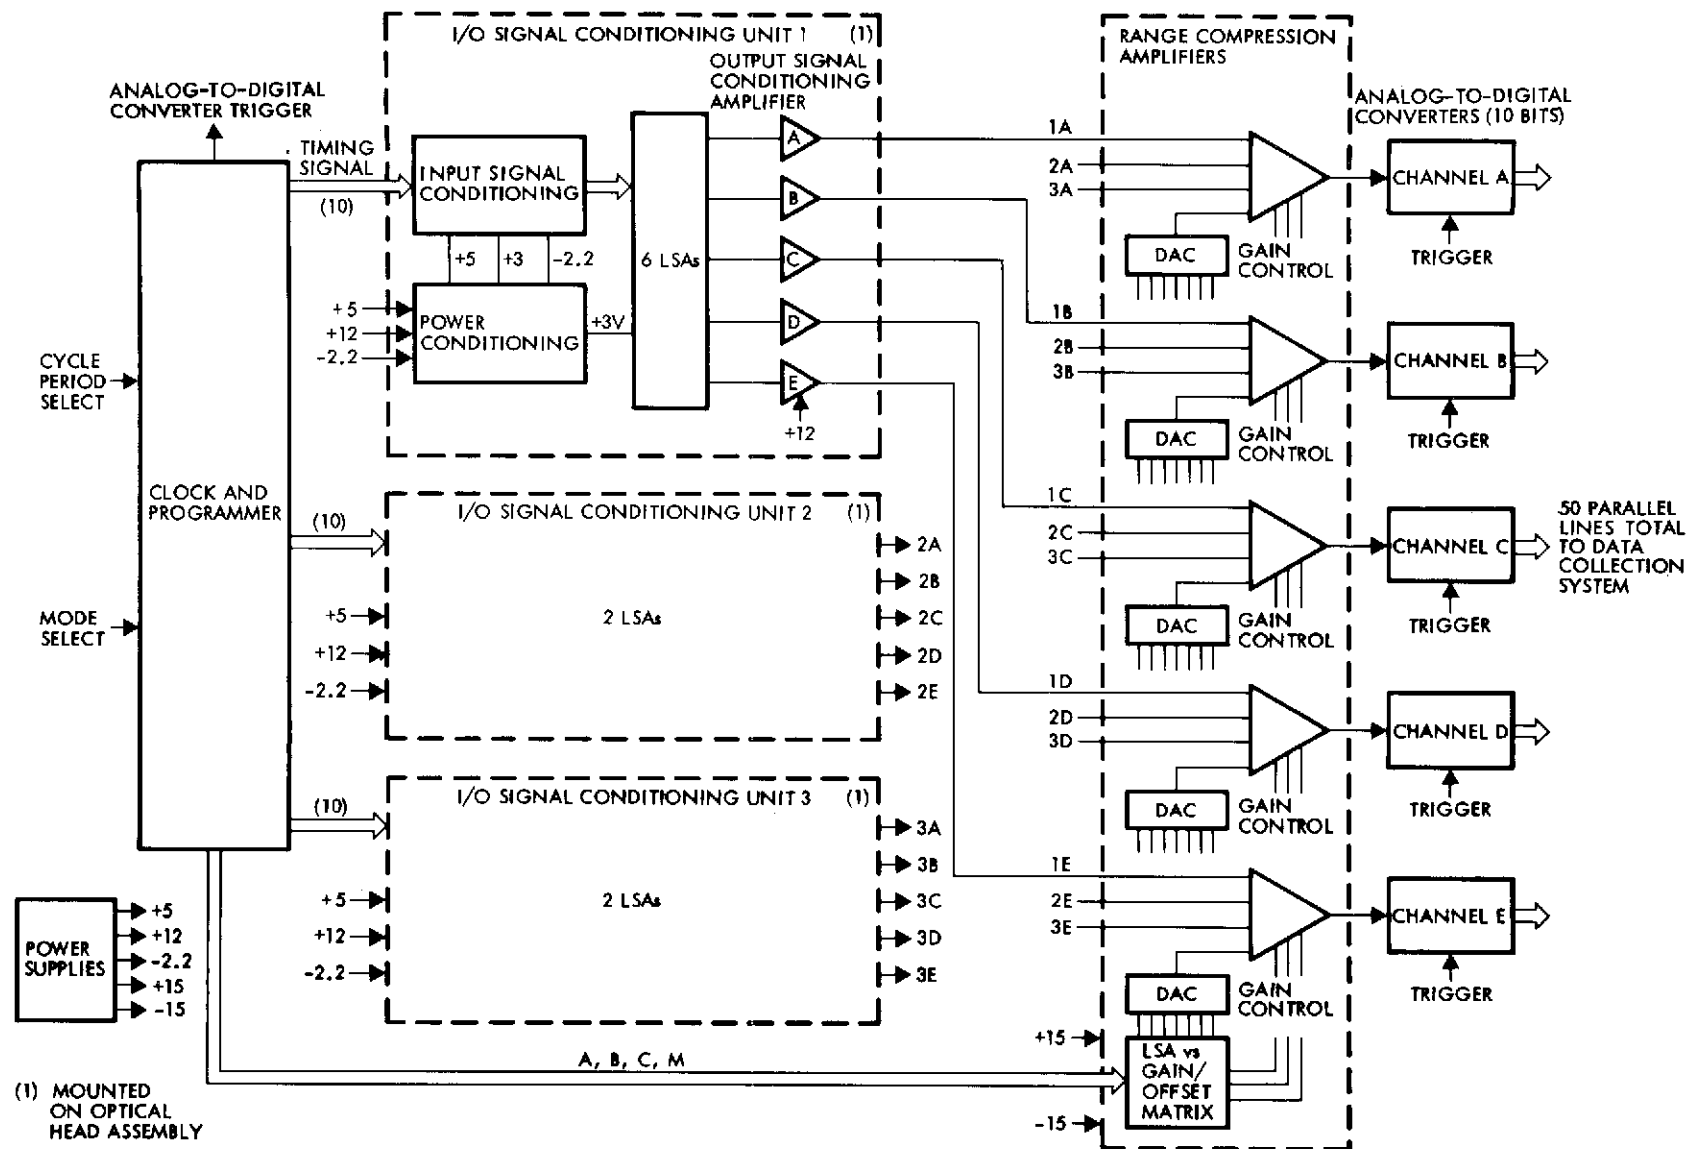 ANALOG-TO-DIGITAL
CONVERTER TRIGGER
I/O SIGNAL CONDITIONING UNIT 1 (1)
OUTPUT SIGNAL
CONDITIONING
AMPLIFIER
TIMING
SIGNAL
(10)
INPUT SIGNAL
CONDITIONING
+5
+3
-2.2
+5
+12
-2.2
POWER
CONDITIONING
+3V
6 LSAs
A
B
C
D
E
+12
CYCLE
PERIOD
SELECT
MODE
SELECT
CLOCK AND
PROGRAMMER
(10)
I/O SIGNAL CONDITIONING UNIT 2 (1)
+5
+12
-2.2
2 LSAs
2A
2B
2C
2D
2E
(10)
I/O SIGNAL CONDITIONING UNIT 3 (1)
+5
+12
-2.2
2 LSAs
3A
3B
3C
3D
3E
POWER
SUPPLIES
+5
+12
-2.2
+15
-15
A, B, C, M
(1) MOUNTED
ON OPTICAL
HEAD ASSEMBLY
RANGE COMPRESSION
AMPLIFIERS
1A
2A
3A
DAC
GAIN
CONTROL
1B
2B
3B
DAC
GAIN
CONTROL
1C
2C
3C
DAC
GAIN
CONTROL
1D
2D
3D
DAC
GAIN
CONTROL
1E
2E
3E
DAC
GAIN
CONTROL
+15
-15
LSA vs
GAIN/
OFFSET
MATRIX
ANALOG-TO-DIGITAL
CONVERTERS (10 BITS)
CHANNEL A
TRIGGER
CHANNEL B
TRIGGER
CHANNEL C
TRIGGER
CHANNEL D
TRIGGER
CHANNEL E
TRIGGER
50 PARALLEL
LINES TOTAL
TO DATA
COLLECTION
SYSTEM